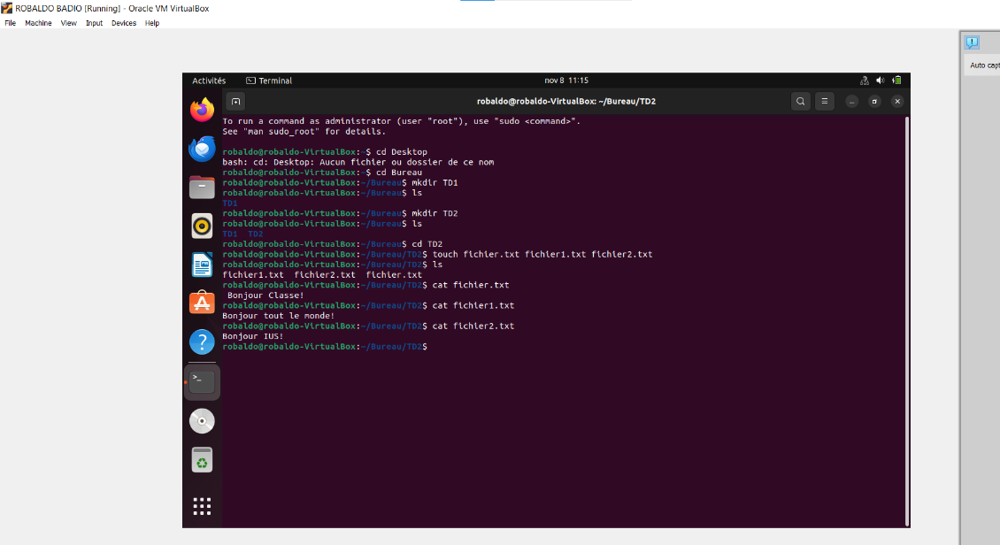 ROBALDO BADIO [Running] - Oracle VM VirtualBox
File Machine View Input Devices Help
Auto capt
Activités Terminal nov 8 11:15
robaldo@robaldo-VirtualBox: ~/Bureau/TD2
To run a command as administrator (user "root"), use "sudo <command>".
See "man sudo_root" for details.
robaldo@robaldo-VirtualBox:~$ cd Desktop
bash: cd: Desktop: Aucun fichier ou dossier de ce nom
robaldo@robaldo-VirtualBox:~$ cd Bureau
robaldo@robaldo-VirtualBox:~/Bureau$ mkdir TD1
robaldo@robaldo-VirtualBox:~/Bureau$ ls
TD1
robaldo@robaldo-VirtualBox:~/Bureau$ mkdir TD2
robaldo@robaldo-VirtualBox:~/Bureau$ ls
TD1 TD2
robaldo@robaldo-VirtualBox:~/Bureau$ cd TD2
robaldo@robaldo-VirtualBox:~/Bureau/TD2$ touch fichier.txt fichier1.txt fichier2.txt
robaldo@robaldo-VirtualBox:~/Bureau/TD2$ ls
fichier1.txt fichier2.txt fichier.txt
robaldo@robaldo-VirtualBox:~/Bureau/TD2$ cat fichier.txt
Bonjour Classe!
robaldo@robaldo-VirtualBox:~/Bureau/TD2$ cat fichier1.txt
Bonjour tout le monde!
robaldo@robaldo-VirtualBox:~/Bureau/TD2$ cat fichier2.txt
Bonjour IUS!
robaldo@robaldo-VirtualBox:~/Bureau/TD2$